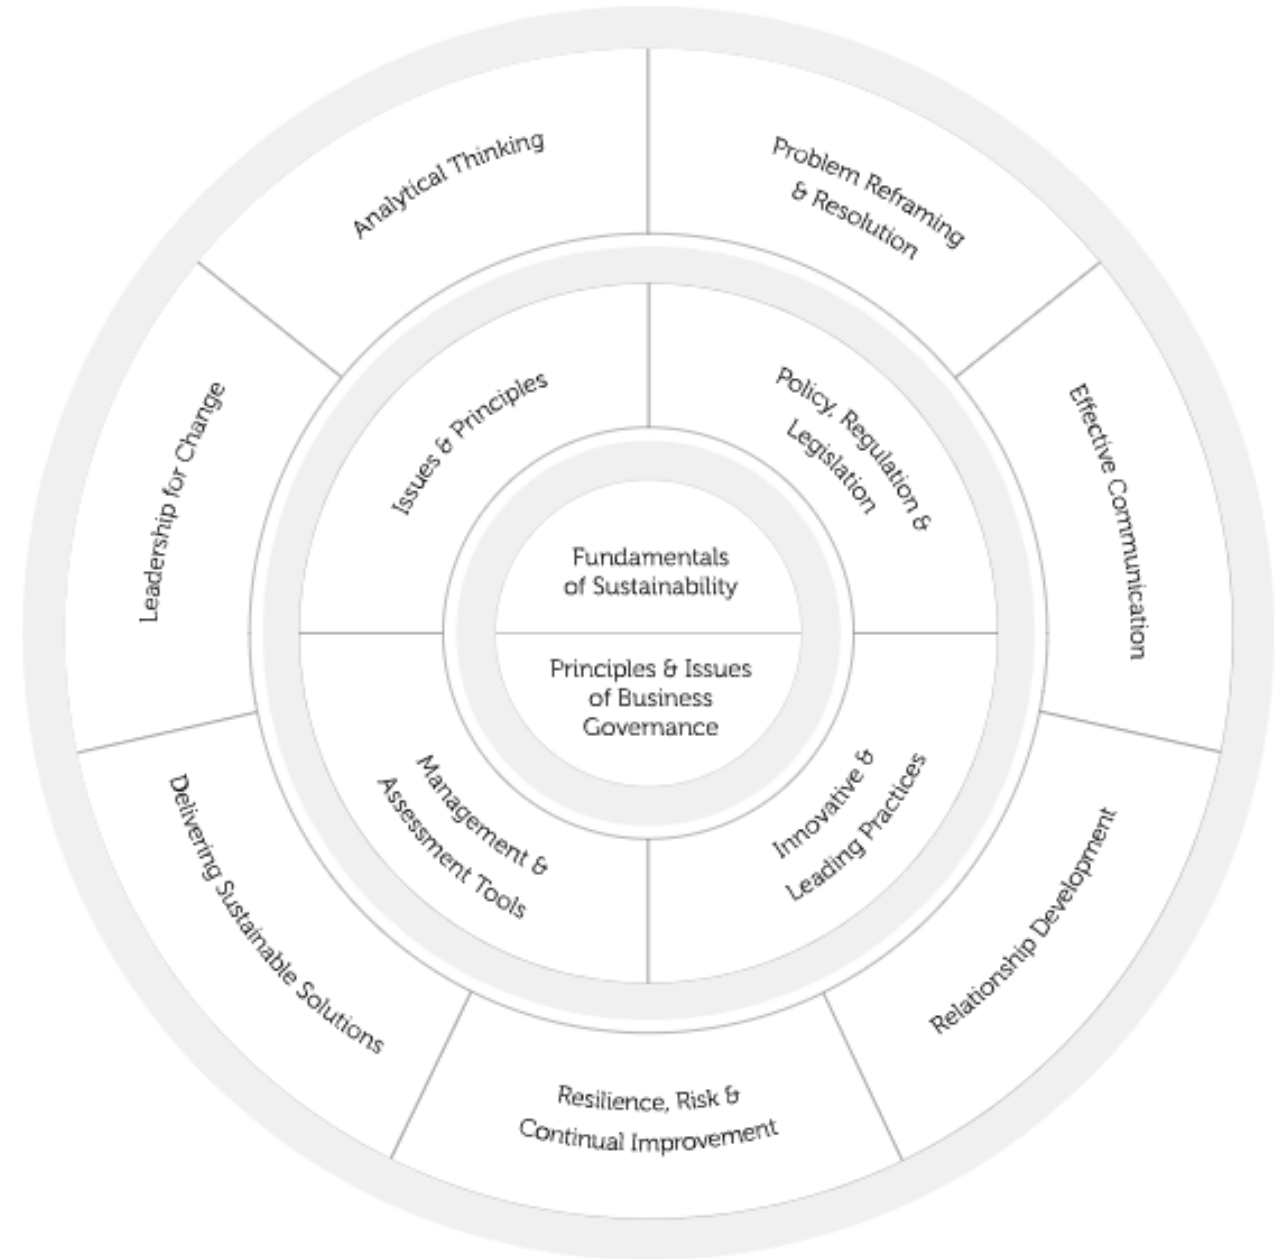 Analytical Thinking
Problem Reframing
& Resolution
Effective Communication
Relationship Development
Resilience, Risk &
Continual Improvement
Delivering Sustainable Solutions
Leadership for Change
Issues & Principles
Policy, Regulation &
Legislation
Innovative &
Leading Practices
Management &
Assessment Tools
Fundamentals
of Sustainability
Principles & Issues
of Business
Governance